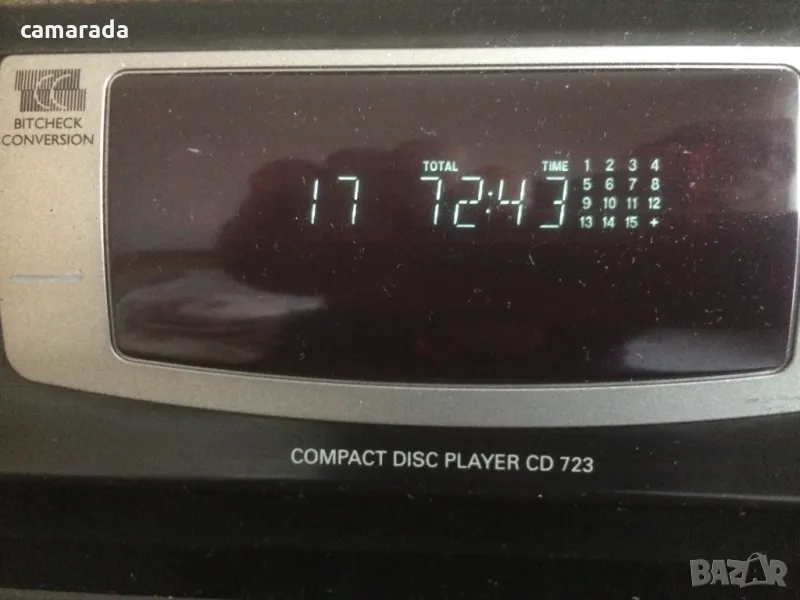 camarada
BITCHECK
CONVERSION
TOTAL TIME
17 72:43
1 2 3 4
5 6 7 8
9 10 11 12
13 14 15 +
COMPACT DISC PLAYER CD 723
BAZAR